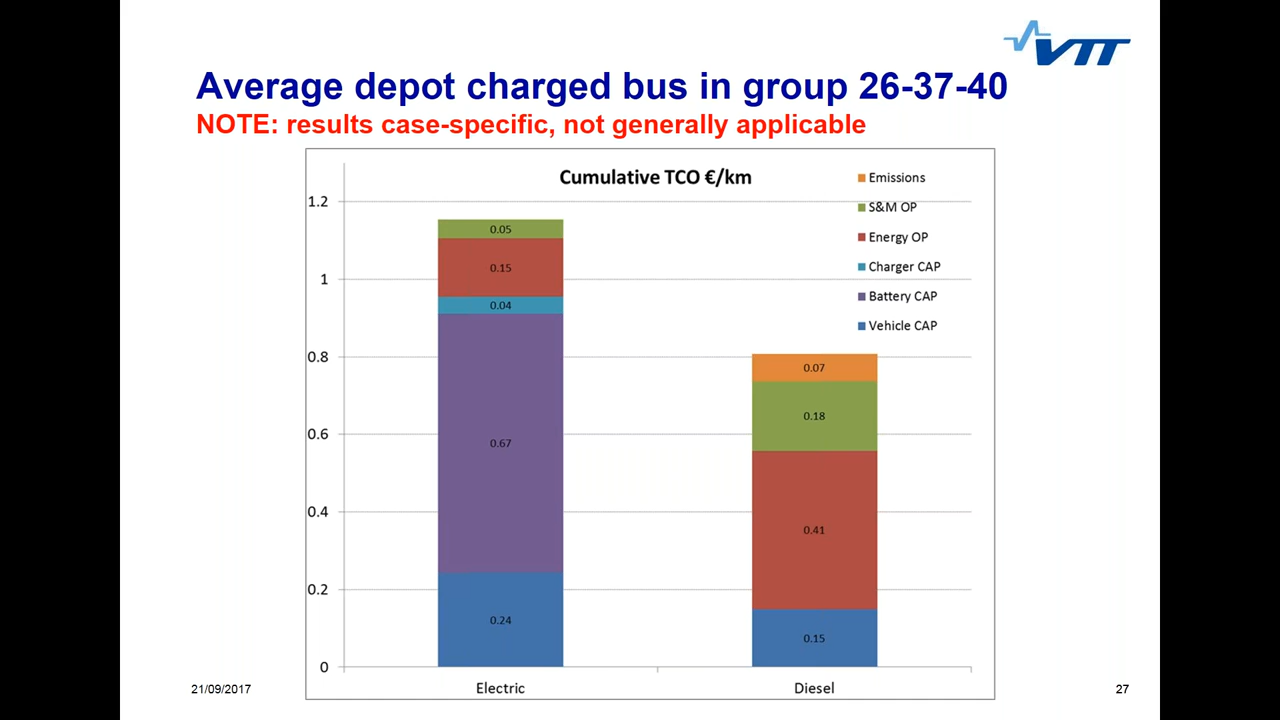 VTT
Average depot charged bus in group 26-37-40
NOTE: results case-specific, not generally applicable
Cumulative TCO €/km
Emissions
S&M OP
Energy OP
Charger CAP
Battery CAP
Vehicle CAP
1.2
1
0.8
0.6
0.4
0.2
0
0.05
0.15
0.04
0.67
0.24
0.07
0.18
0.41
0.15
Electric
Diesel
21/09/2017
27